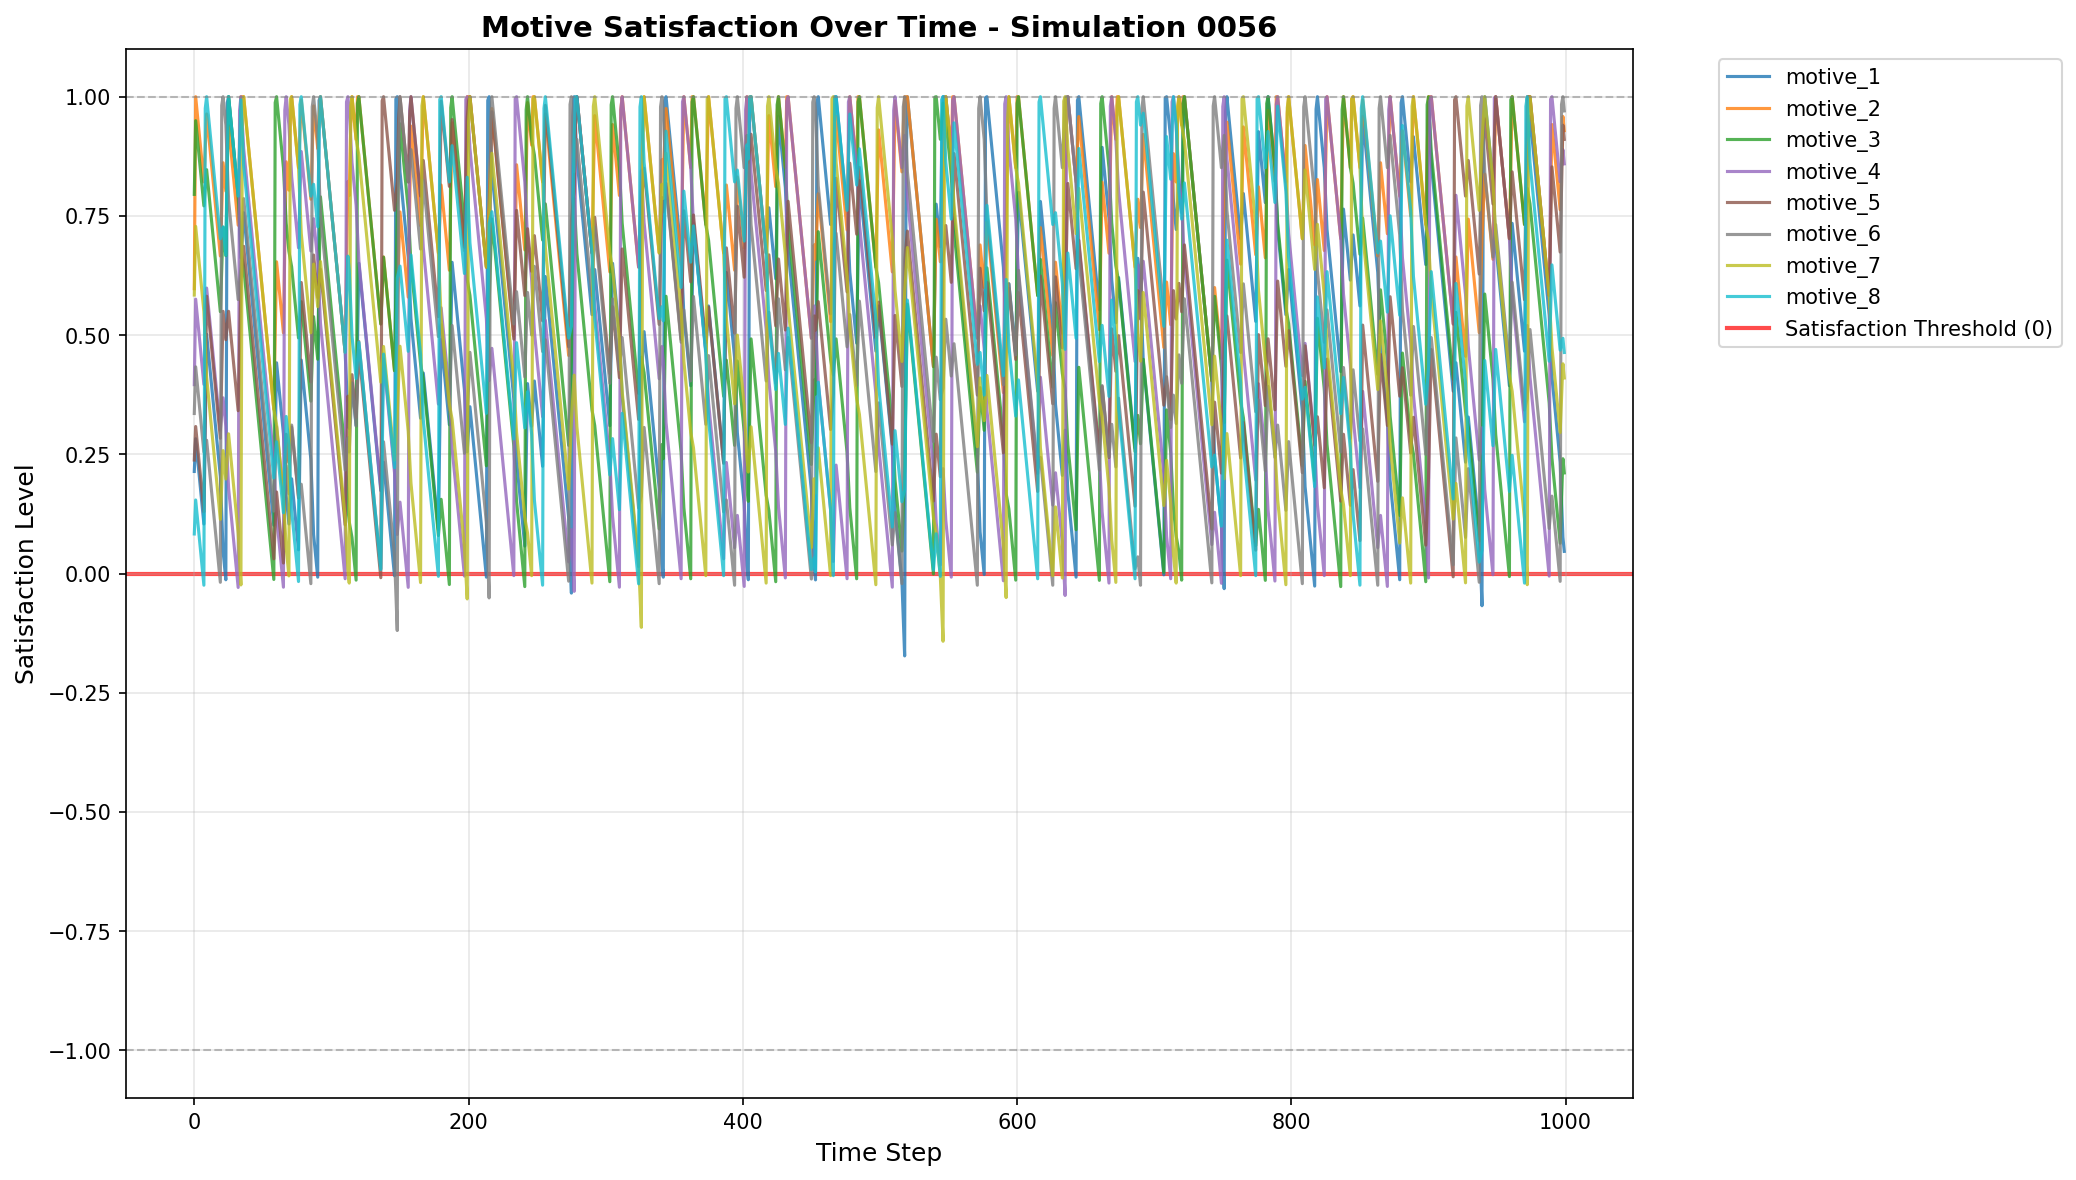 Motive Satisfaction Over Time - Simulation 0056
Satisfaction Level
1.00
0.75
0.50
0.25
0.00
−0.25
−0.50
−0.75
−1.00
0
200
400
600
800
1000
Time Step
motive_1
motive_2
motive_3
motive_4
motive_5
motive_6
motive_7
motive_8
Satisfaction Threshold (0)